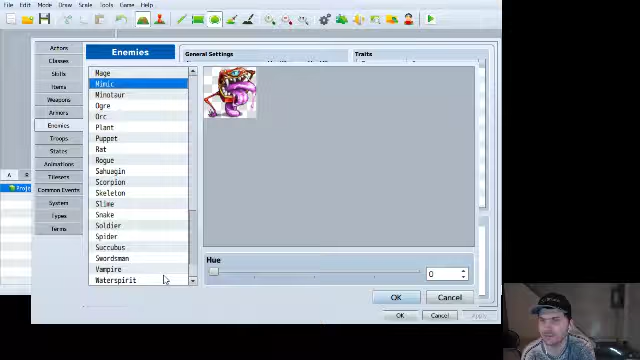 File Edit Mode Draw Scale Tools Game Help
Actors
Classes
Skills
Items
Weapons
Armors
Enemies
Troops
States
Animations
Tilesets
Common Events
System
Types
Terms
Enemies
General Settings
Traits
Mage
Mimic
Minotaur
Ogre
Orc
Plant
Puppet
Rat
Rogue
Sahuagin
Scorpion
Skeleton
Slime
Snake
Soldier
Spider
Succubus
Swordsman
Vampire
Waterspirit
Hue
0
OK
Cancel
OK
Cancel
Apply
A
Proje